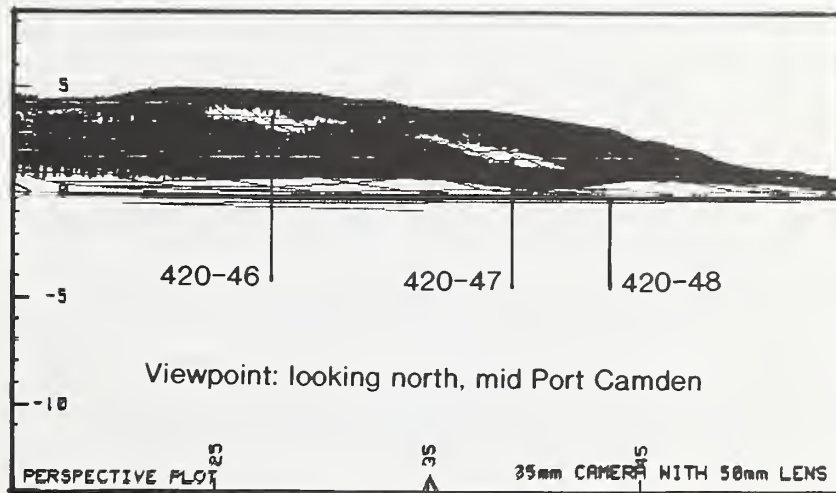 5
0
420-46 420-47 420-48
-5
Viewpoint: looking north, mid Port Camden
-10
25 35 45
PERSPECTIVE PLOT 35mm CAMERA WITH 50mm LENS